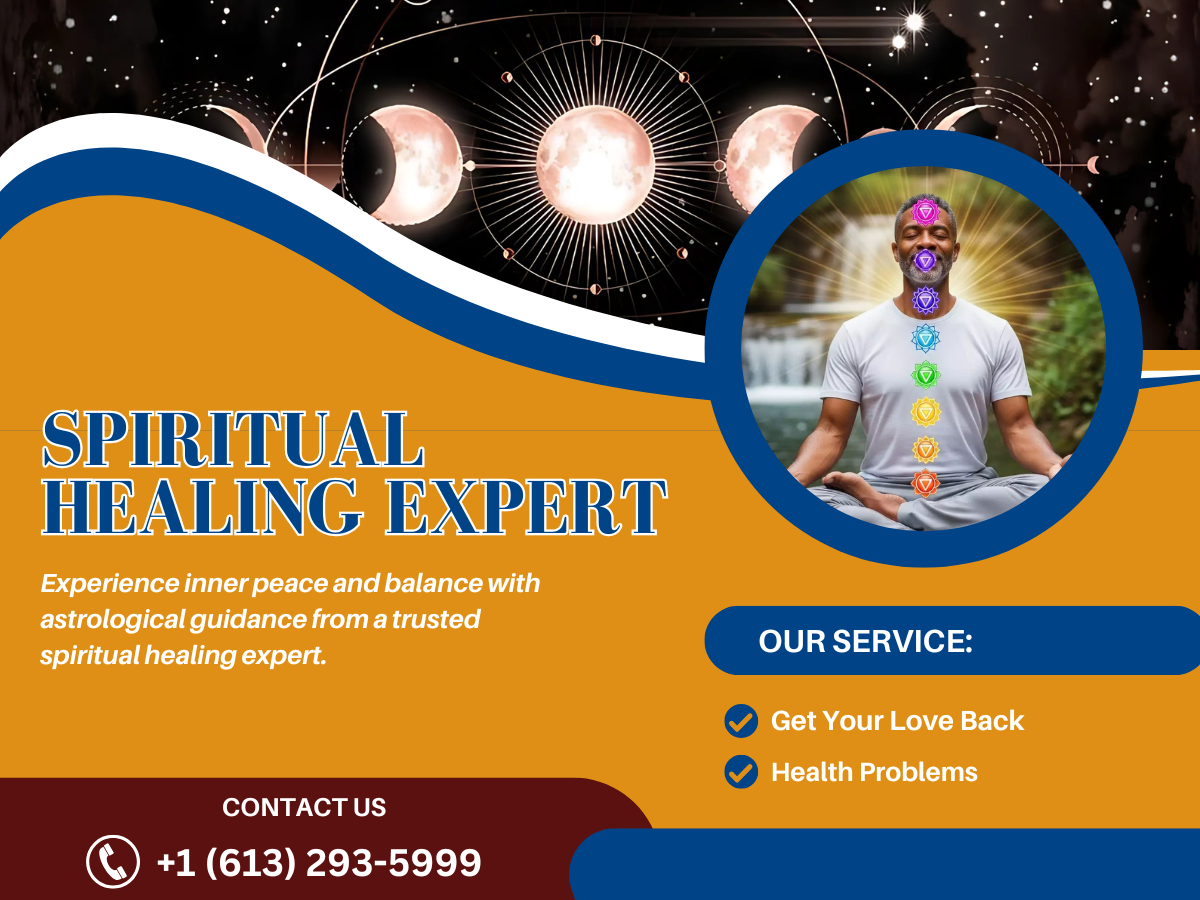 SPIRITUAL
HEALING EXPERT
Experience inner peace and balance with
astrological guidance from a trusted
spiritual healing expert.
OUR SERVICE:
Get Your Love Back
Health Problems
CONTACT US
+1 (613) 293-5999